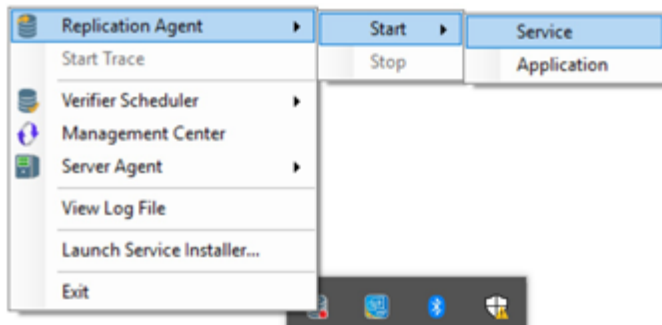 Replication Agent
Start
Service
Start Trace
Stop
Application
Verifier Scheduler
Management Center
Server Agent
View Log File
Launch Service Installer...
Exit